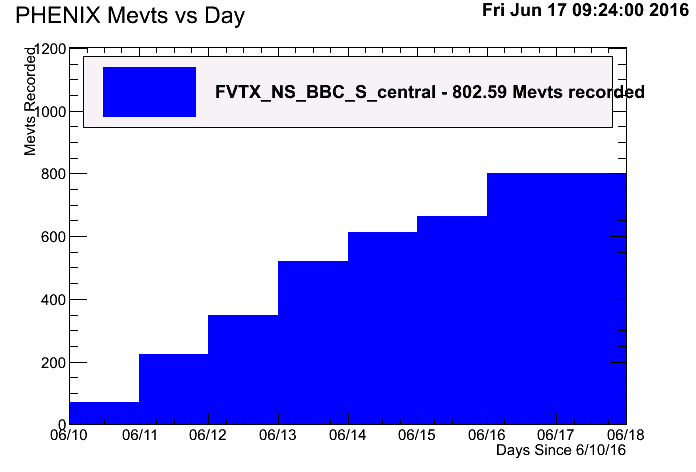 PHENIX Mevts vs Day
Fri Jun 17 09:24:00 2016
Mevts Recorded
1200
1000
800
600
400
200
0
FVTX_NS_BBC_S_central - 802.59 Mevts recorded
06/10 06/11 06/12 06/13 06/14 06/15 06/16 06/17 06/18
Days Since 6/10/16